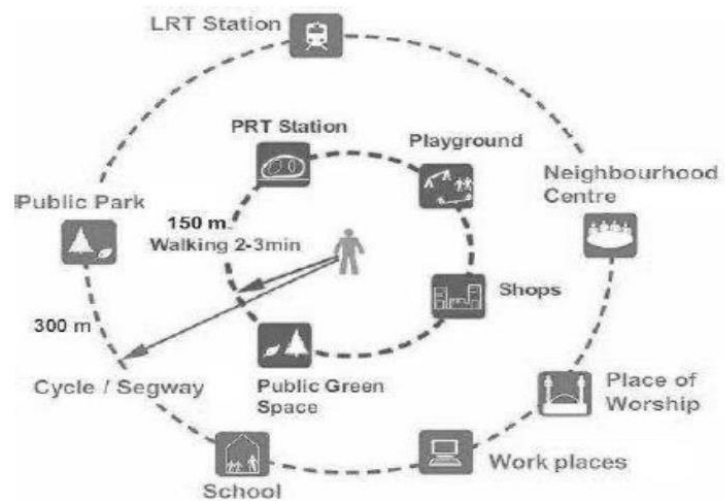 LRT Station
PRT Station
Playground
Neighbourhood
Centre
Public Park
150 m
Walking 2-3min
Shops
300 m
Cycle / Segway
Public Green
Space
Place of
Worship
Work places
School